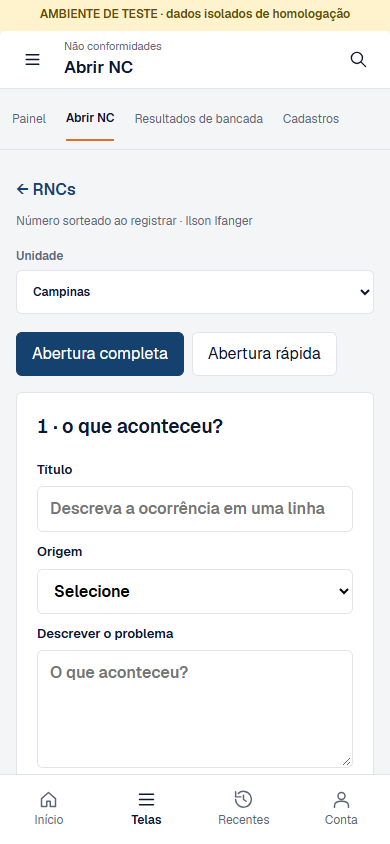 AMBIENTE DE TESTE · dados isolados de homologação
Não conformidades
Abrir NC
Painel
Abrir NC
Resultados de bancada
Cadastros
← RNCs
Número sorteado ao registrar · Ilson Ifanger
Unidade
Campinas
Abertura completa
Abertura rápida
1 · o que aconteceu?
Título
Descreva a ocorrência em uma linha
Origem
Selecione
Descrever o problema
O que aconteceu?
Início
Telas
Recentes
Conta